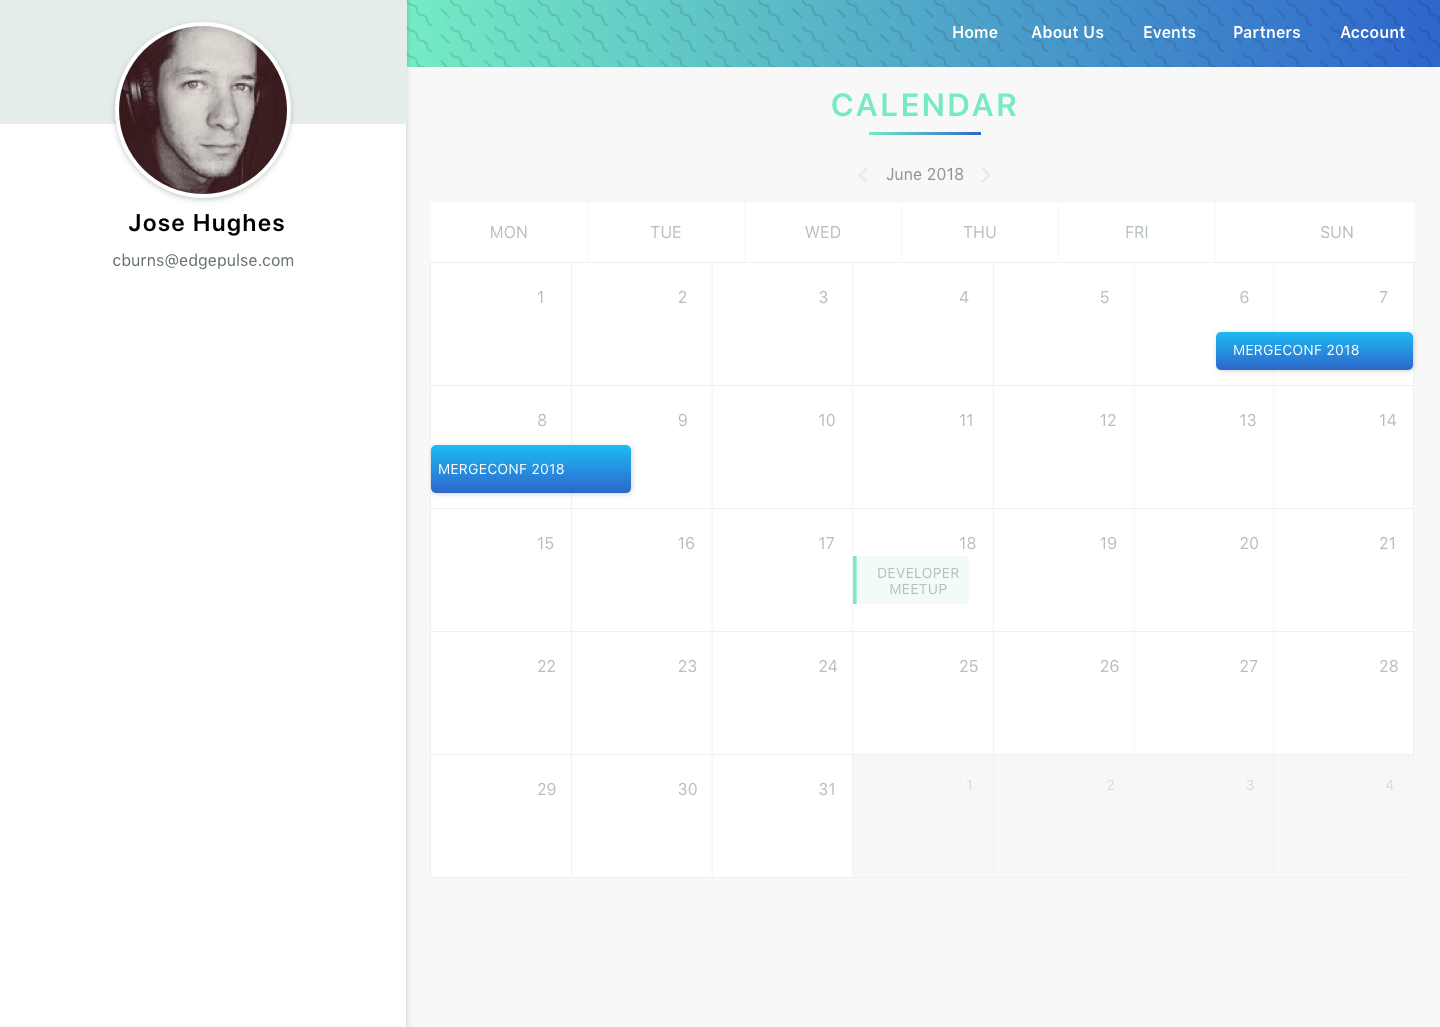 Home About Us Events Partners Account
CALENDAR
June 2018
Jose Hughes
cburns@edgepulse.com
MON TUE WED THU FRI SUN
1 2 3 4 5 6 7
MERGECONF 2018
8 9 10 11 12 13 14
MERGECONF 2018
15 16 17 18 19 20 21
DEVELOPER
MEETUP
22 23 24 25 26 27 28
29 30 31 1 2 3 4